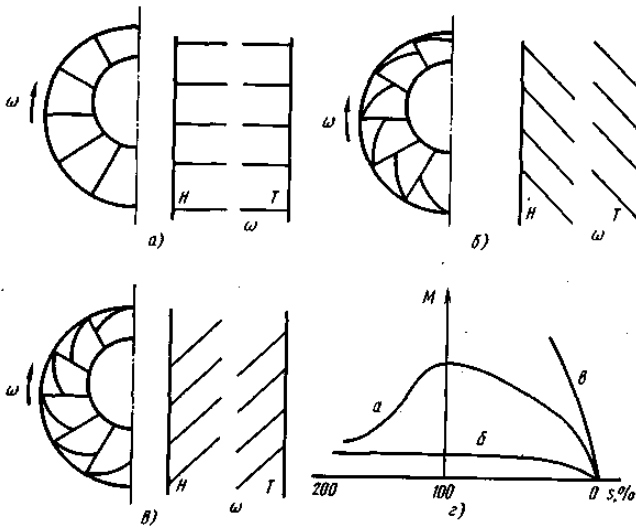 ω
Н
Т
ω
а)
ω
Н
Т
ω
б)
ω
Н
Т
ω
в)
М
а
б
в
200
100
0 s,%
г)